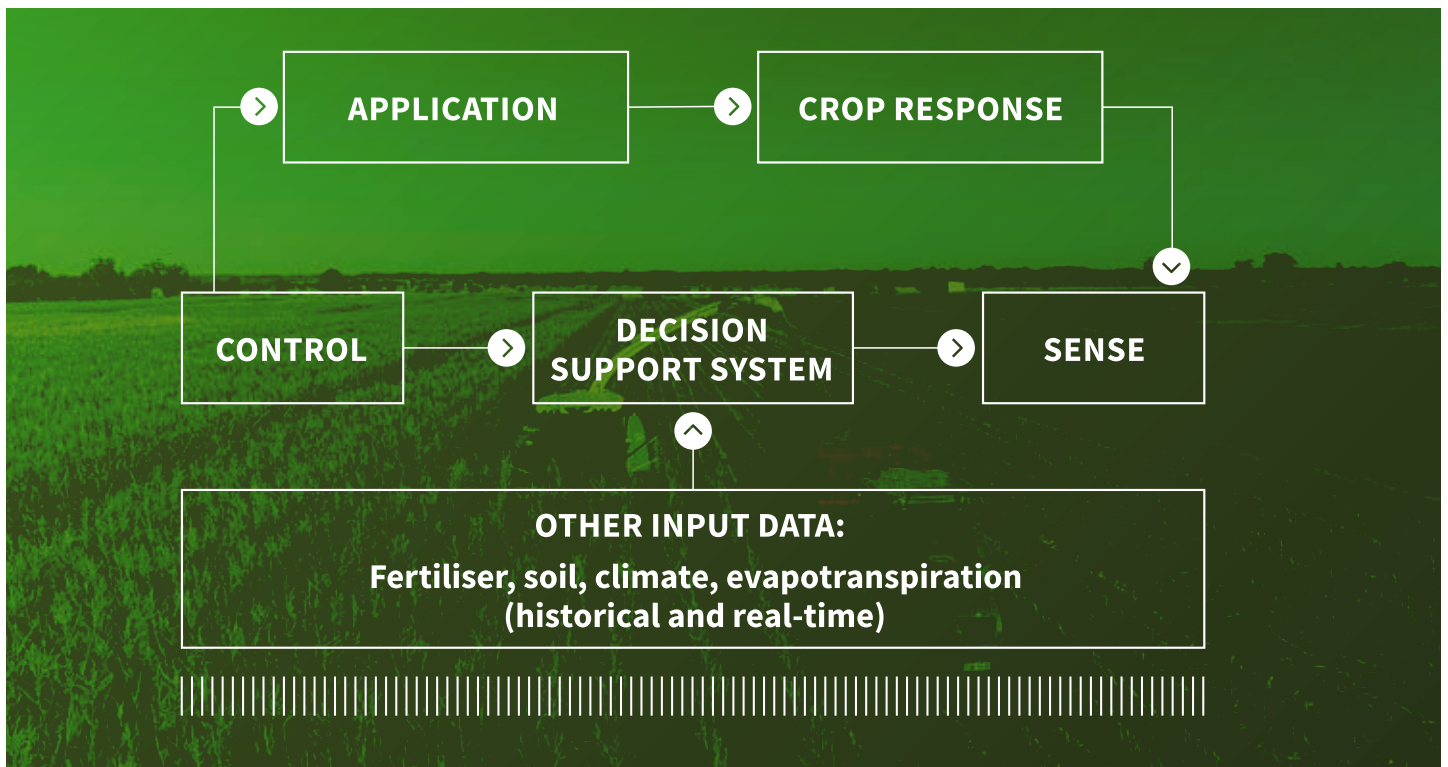 APPLICATION
CROP RESPONSE
CONTROL
DECISION
SUPPORT SYSTEM
SENSE
OTHER INPUT DATA:
Fertiliser, soil, climate, evapotranspiration
(historical and real-time)